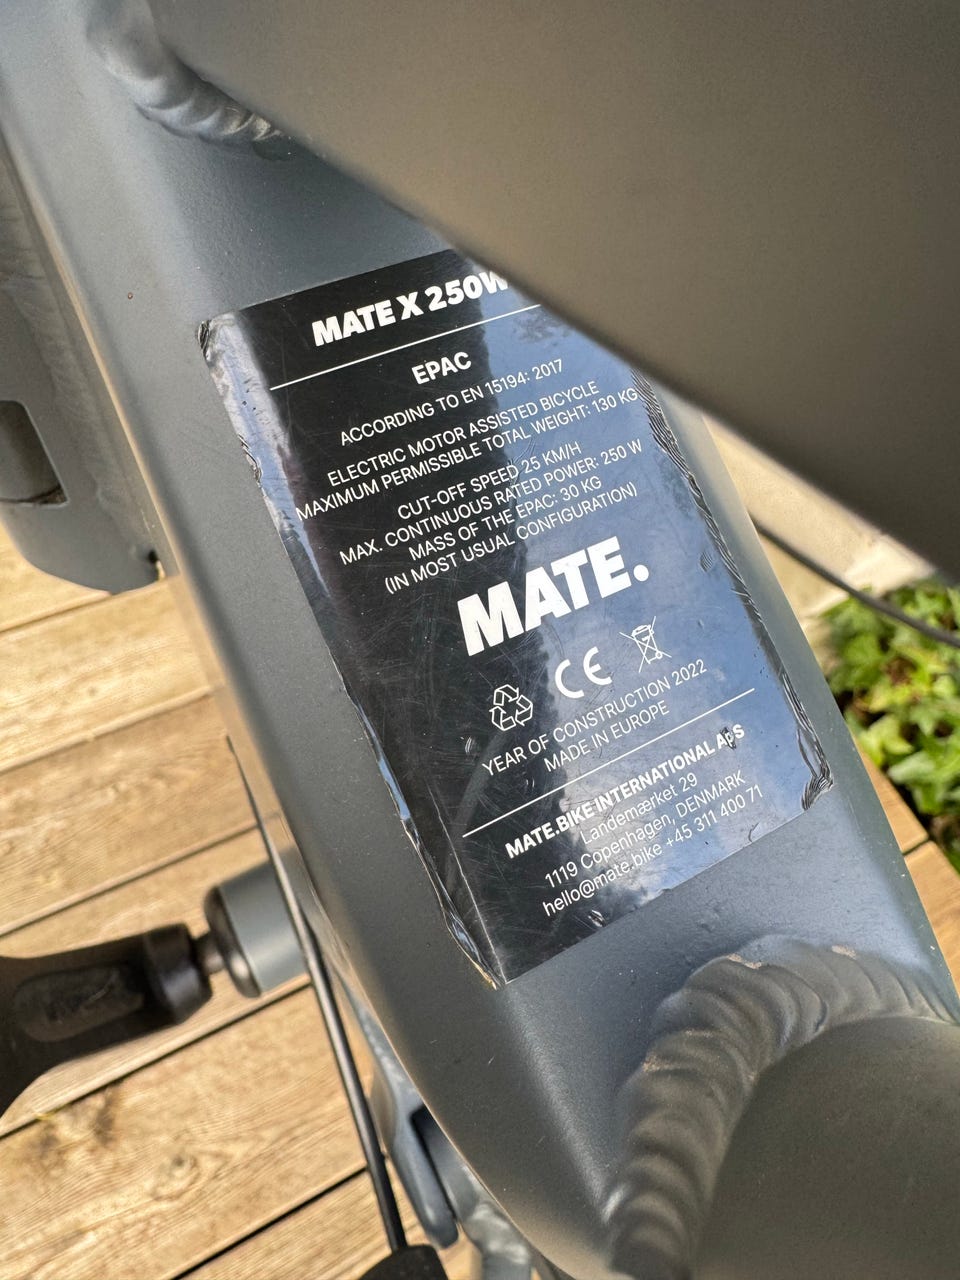 MATE X 250W
EPAC
ACCORDING TO EN 15194: 2017
ELECTRIC MOTOR ASSISTED BICYCLE
MAXIMUM PERMISSIBLE TOTAL WEIGHT: 130 KG
CUT-OFF SPEED 25 KM/H
MAX. CONTINUOUS RATED POWER: 250 W
MASS OF THE EPAC: 30 KG
(IN MOST USUAL CONFIGURATION)
MATE.
CE
YEAR OF CONSTRUCTION 2022
MADE IN EUROPE
MATE.BIKE INTERNATIONAL ApS
Landemærket 29
1119 Copenhagen, DENMARK
hello@mate.bike +45 311 400 71